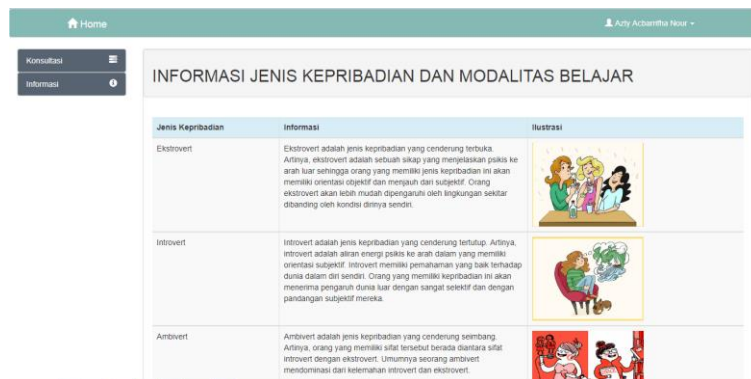 Home
Azty Acbarrifha Nour
Konsultasi
Informasi
INFORMASI JENIS KEPRIBADIAN DAN MODALITAS BELAJAR
Jenis Kepribadian Informasi Ilustrasi
Ekstrovert
Ekstrovert adalah jenis kepribadian yang cenderung terbuka.
Artinya, ekstrovert adalah sebuah sikap yang menjelaskan psikis ke
arah luar sehingga orang yang memiliki jenis kepribadian ini akan
memiliki orientasi objektif dan menjauh dari subjektif. Orang
ekstrovert akan lebih mudah dipengaruhi oleh lingkungan sekitar
dibanding oleh kondisi dirinya sendiri.
Introvert
Introvert adalah jenis kepribadian yang cenderung tertutup. Artinya,
introvert adalah aliran energi psikis ke arah dalam yang memiliki
orientasi subjektif. Introvert memiliki pemahaman yang baik terhadap
dunia dalam diri sendiri. Orang yang memiliki kepribadian ini akan
menerima pengaruh dunia luar dengan sangat selektif dan dengan
pandangan subjektif mereka.
Ambivert
Ambivert adalah jenis kepribadian yang cenderung seimbang.
Artinya, orang yang memiliki sifat tersebut berada diantara sifat
introvert dengan ekstrovert. Umumnya seorang ambivert
mendominasi dari kelemahan introvert dan ekstrovert.